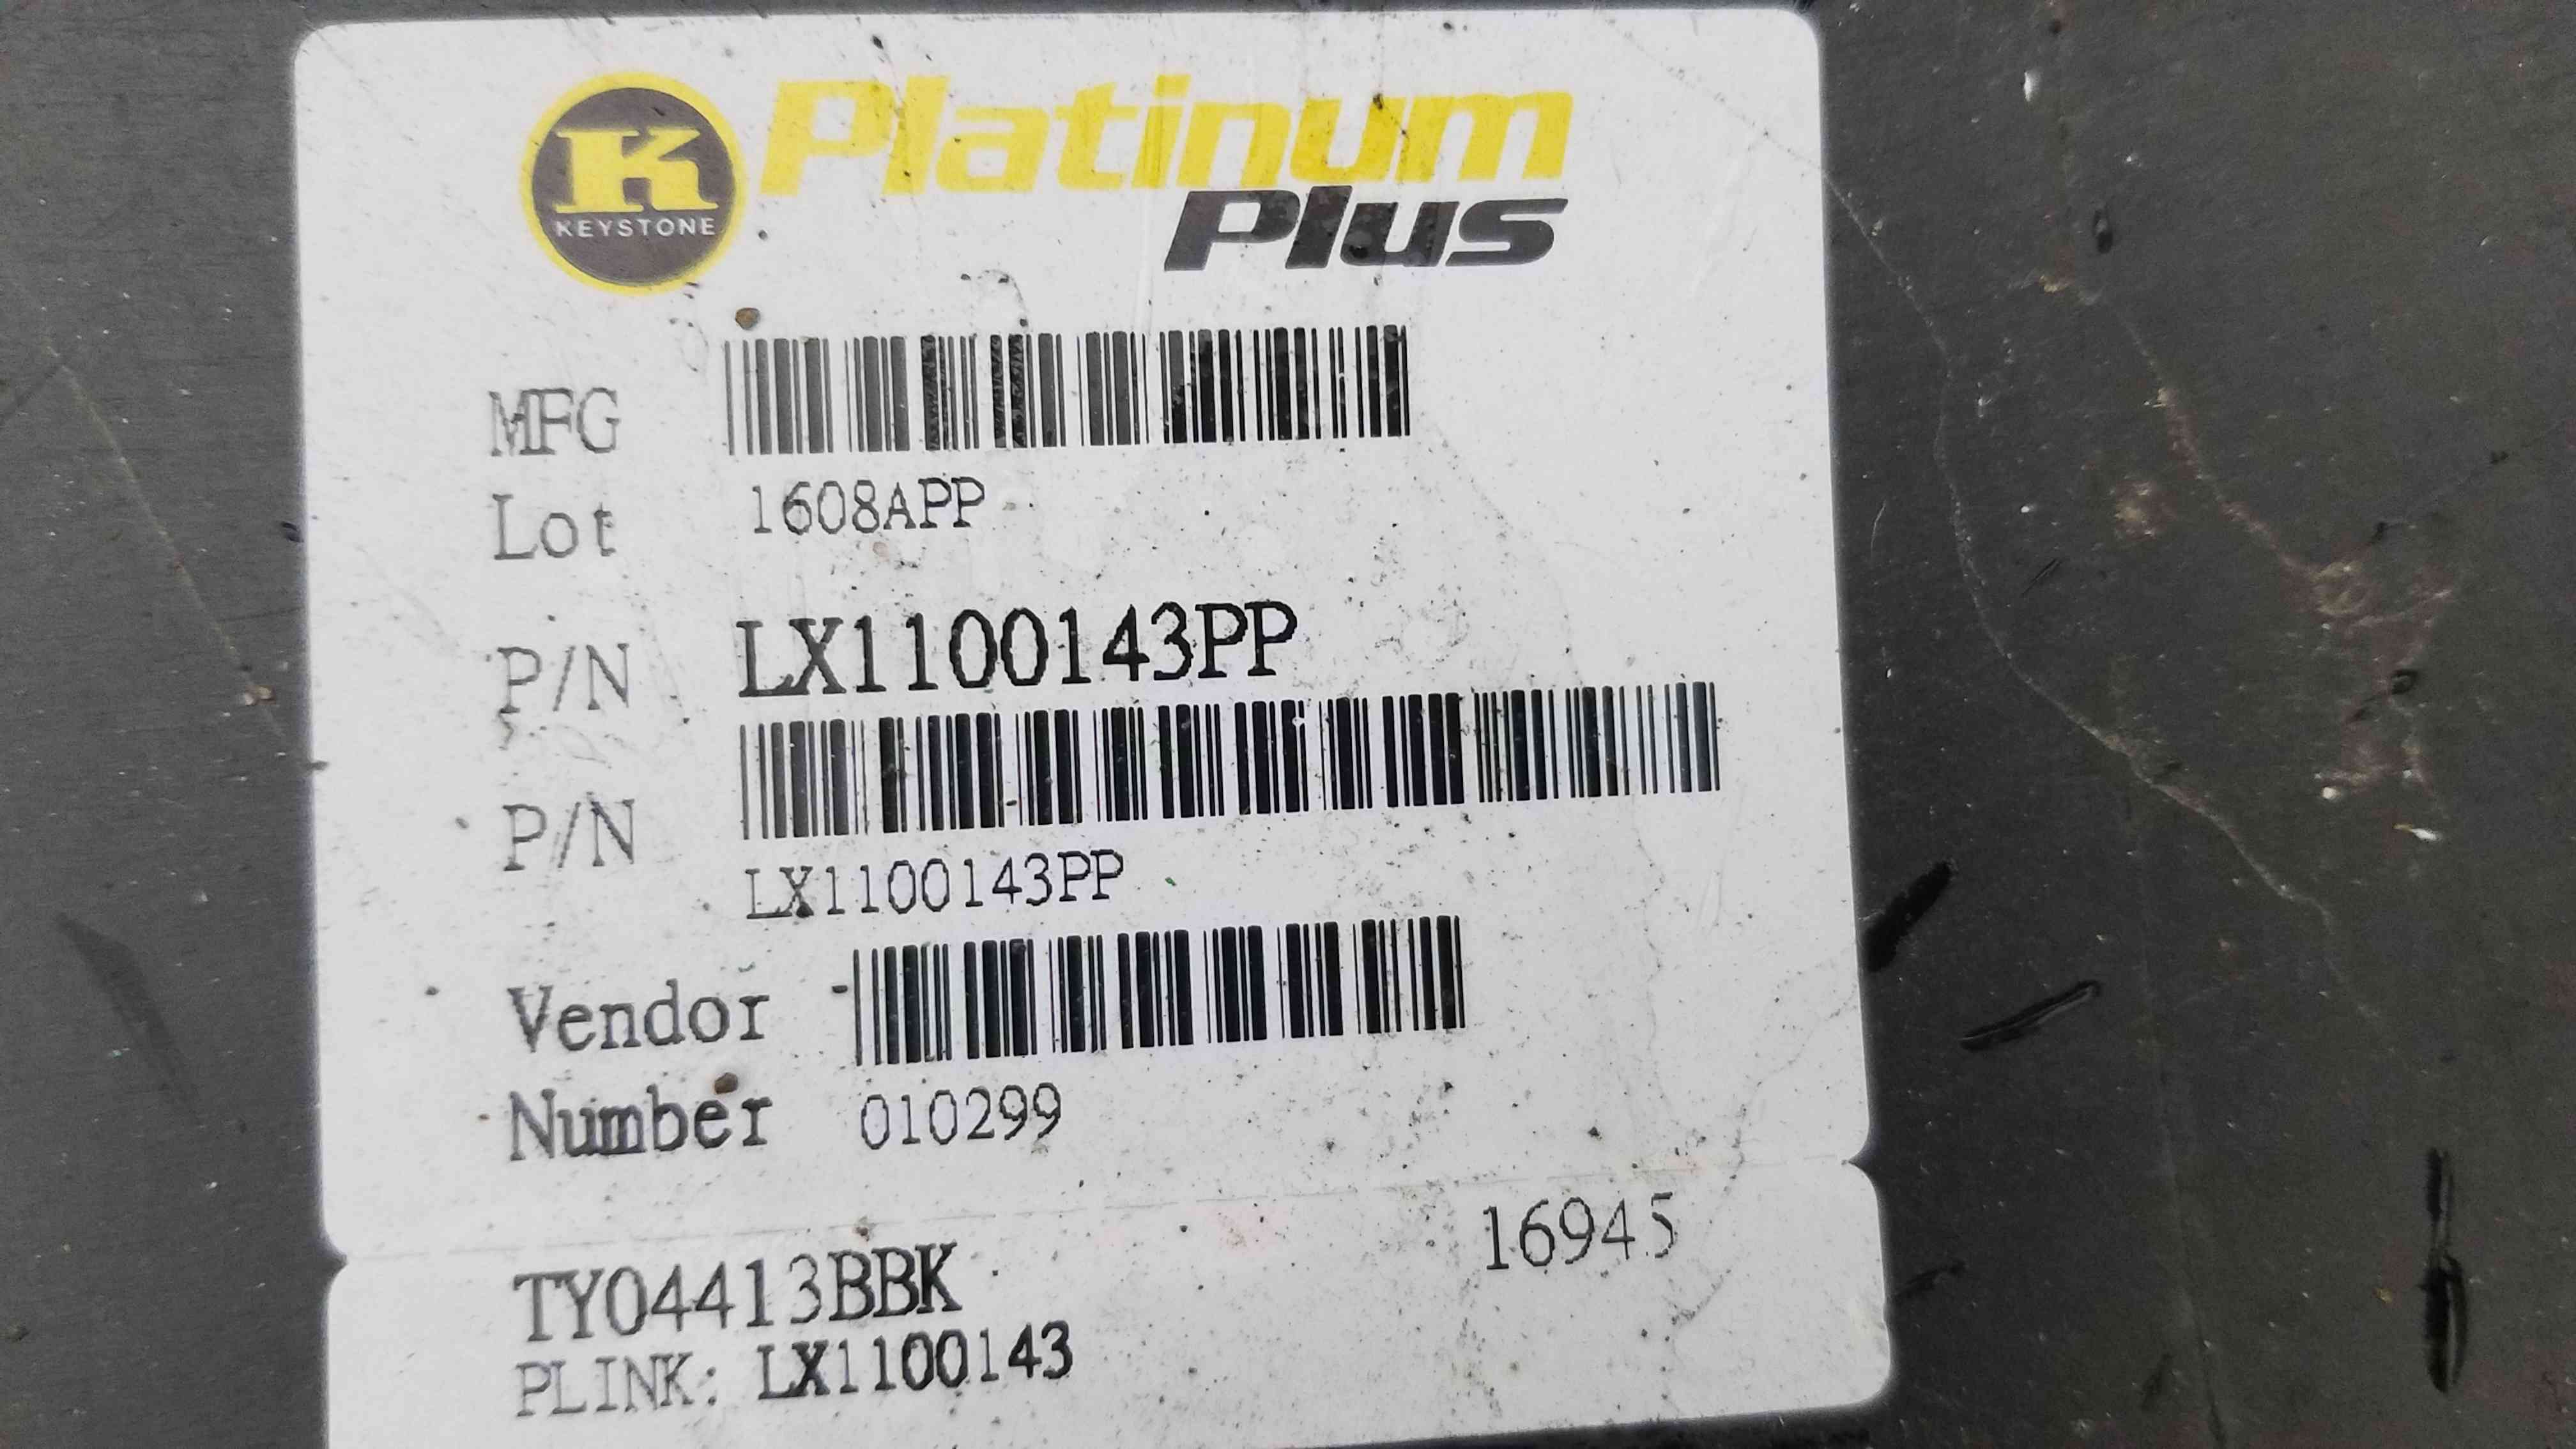 K
KEYSTONE
Platinum
Plus
MFG
Lot
1608APP
P/N LX1100143PP
P/N
LX1100143PP
Vendor
Number 010299
TY04413BBK 16945
PLINK: LX1100143